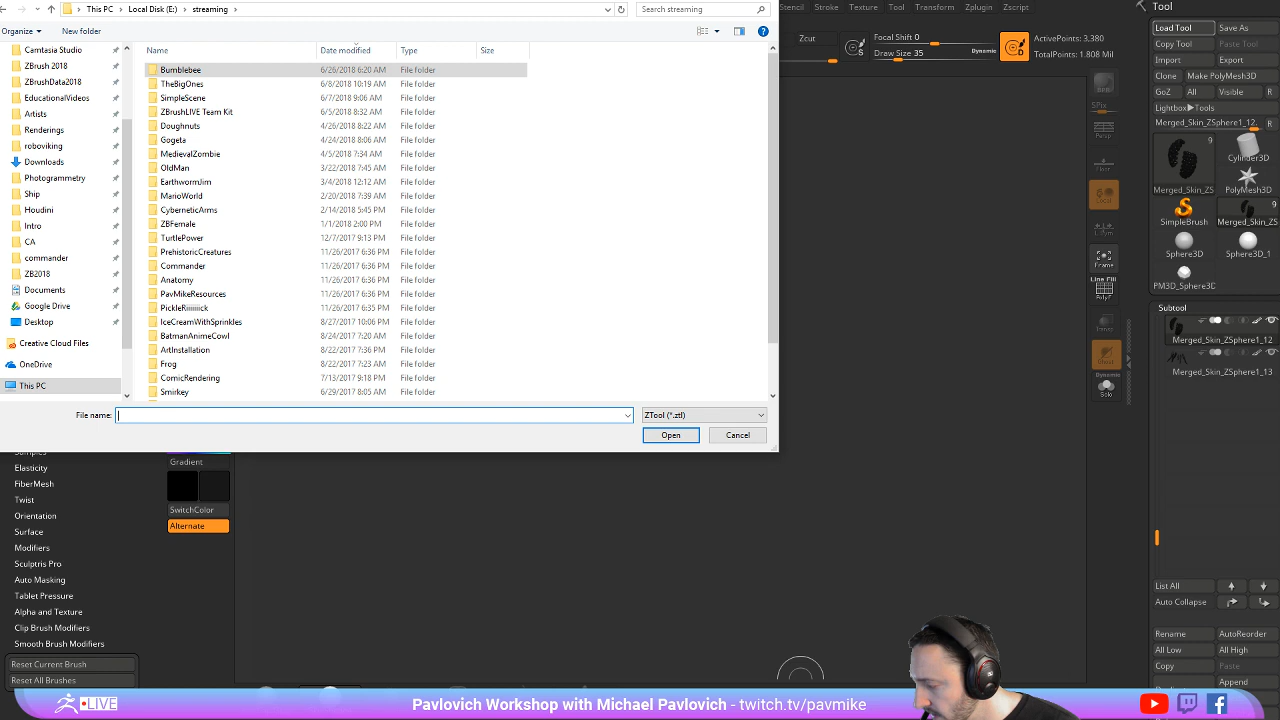 This PC > Local Disk (E:) > streaming >
Search streaming
Organize
New folder
Name Date modified Type Size
Camtasia Studio
ZBrush 2018
ZBrushData2018
EducationalVideos
Artists
Renderings
roboviking
Downloads
Photogrammetry
Ship
Houdini
Intro
CA
commander
ZB2018
Documents
Google Drive
Desktop
Creative Cloud Files
OneDrive
This PC
Bumblebee 6/26/2018 6:20 AM File folder
TheBigOnes 6/8/2018 10:19 AM File folder
SimpleScene 6/7/2018 9:06 AM File folder
ZBrushLIVE Team Kit 6/5/2018 8:32 AM File folder
Doughnuts 4/26/2018 8:22 AM File folder
Gogeta 4/24/2018 8:06 AM File folder
MedievalZombie 4/5/2018 7:34 AM File folder
OldMan 3/22/2018 7:45 AM File folder
EarthwormJim 3/4/2018 12:12 AM File folder
MarioWorld 2/20/2018 7:39 AM File folder
CyberneticArms 2/14/2018 5:45 PM File folder
ZBFemale 1/1/2018 2:00 PM File folder
TurtlePower 12/7/2017 9:13 PM File folder
PrehistoricCreatures 11/26/2017 6:36 PM File folder
Commander 11/26/2017 6:36 PM File folder
Anatomy 11/26/2017 6:36 PM File folder
PavMikeResources 11/26/2017 6:36 PM File folder
11/26/2017 6:35 PM File folder
IceCreamWithSprinkles 8/27/2017 10:06 PM File folder
BatmanAnimeCowl 8/24/2017 7:20 AM File folder
ArtInstallation 8/22/2017 7:36 PM File folder
Frog 8/22/2017 7:23 AM File folder
ComicRendering 7/13/2017 9:18 PM File folder
Smirkey 6/29/2017 8:05 AM File folder
File name:
ZTool (*.ztl)
Open Cancel
Stencil Stroke Texture Tool Transform Zplugin Zscript
Zcut
S
Focal Shift 0
Draw Size 35
Dynamic
D
ActivePoints: 3,380
TotalPoints: 1.808 Mil
BPR
SPix
Persp
Floor
Local
Frame
Line Fill
PolyF
Transp
Ghost
Dynamic
Solo
Tool
Load Tool Save As
Copy Tool Paste Tool
Import Export
Clone Make PolyMesh3D
GoZ All Visible R
Lightbox▶Tools
Merged_Skin_ZSphere1_12. R
9
Cylinder3D
Merged_Skin_ZS PolyMesh3D
9
SimpleBrush Merged_Skin_ZS
Sphere3D Sphere3D_1
PM3D_Sphere3D
Subtool
Merged_Skin_ZSphere1_12
Merged_Skin_ZSphere1_13
List All
Auto Collapse
Rename AutoReorder
All Low All High
Copy Paste
Append
Elasticity
FiberMesh
Twist
Orientation
Surface
Modifiers
Sculptris Pro
Auto Masking
Tablet Pressure
Alpha and Texture
Clip Brush Modifiers
Smooth Brush Modifiers
Reset Current Brush
Reset All Brushes
Gradient
SwitchColor
Alternate
LIVE
Pavlovich Workshop with Michael Pavlovich - twitch.tv/pavmike